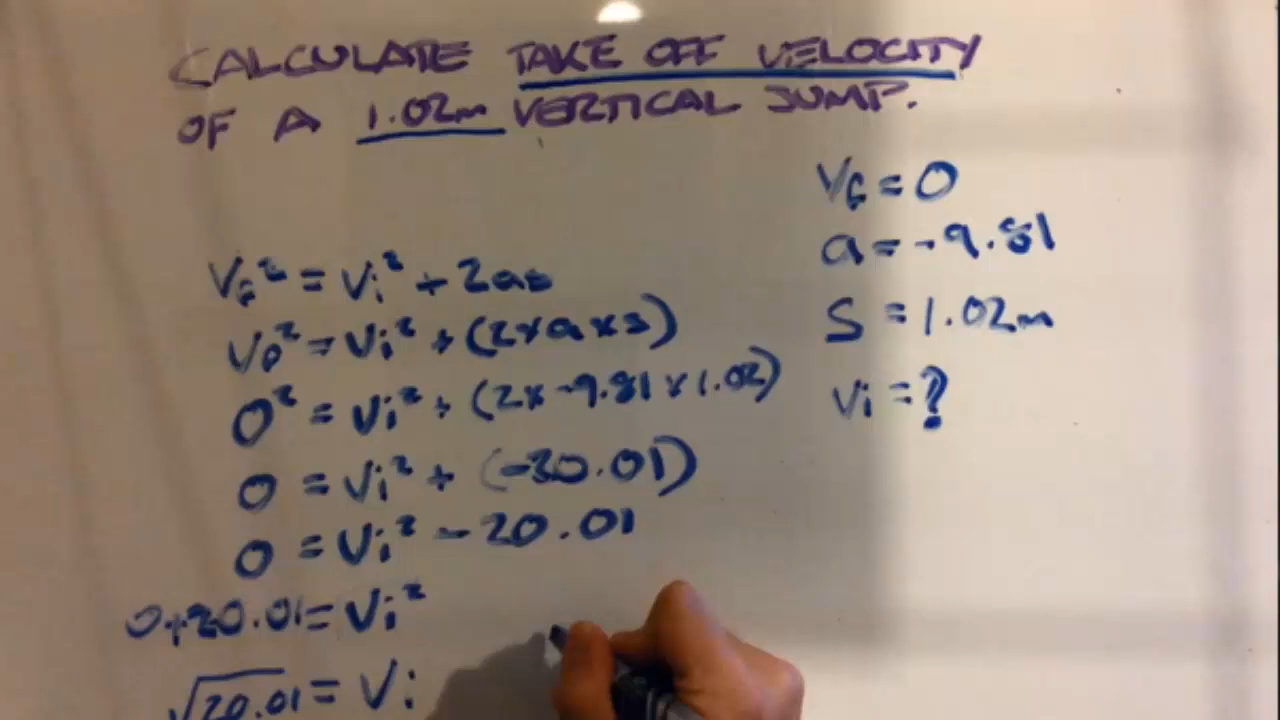 CALCULATE TAKE OFF VELOCITY
OF A 1.02m VERTICAL JUMP.
Vf = 0
a = -9.81
S = 1.02m
Vi = ?
Vf² = Vi² + 2as
Vf² = Vi² + (2×a×s)
0² = Vi² + (2× -9.81 × 1.02)
0 = Vi² + (-20.01)
0 = Vi² - 20.01
0+20.01 = Vi²
√20.01 = Vi